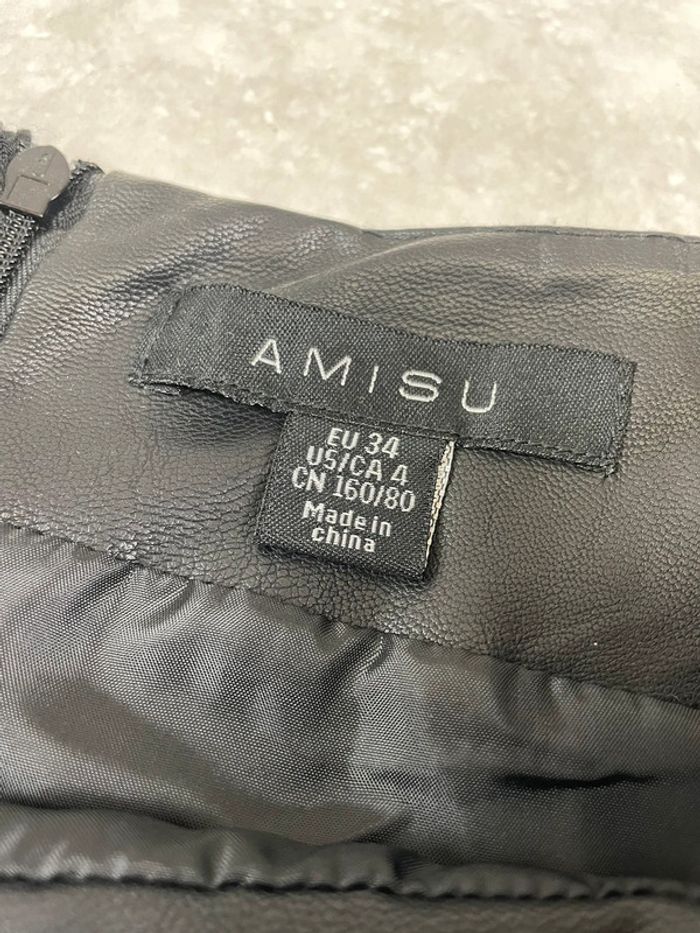 AMISU
EU 34
US/CA 4
CN 160/80
Made in
china